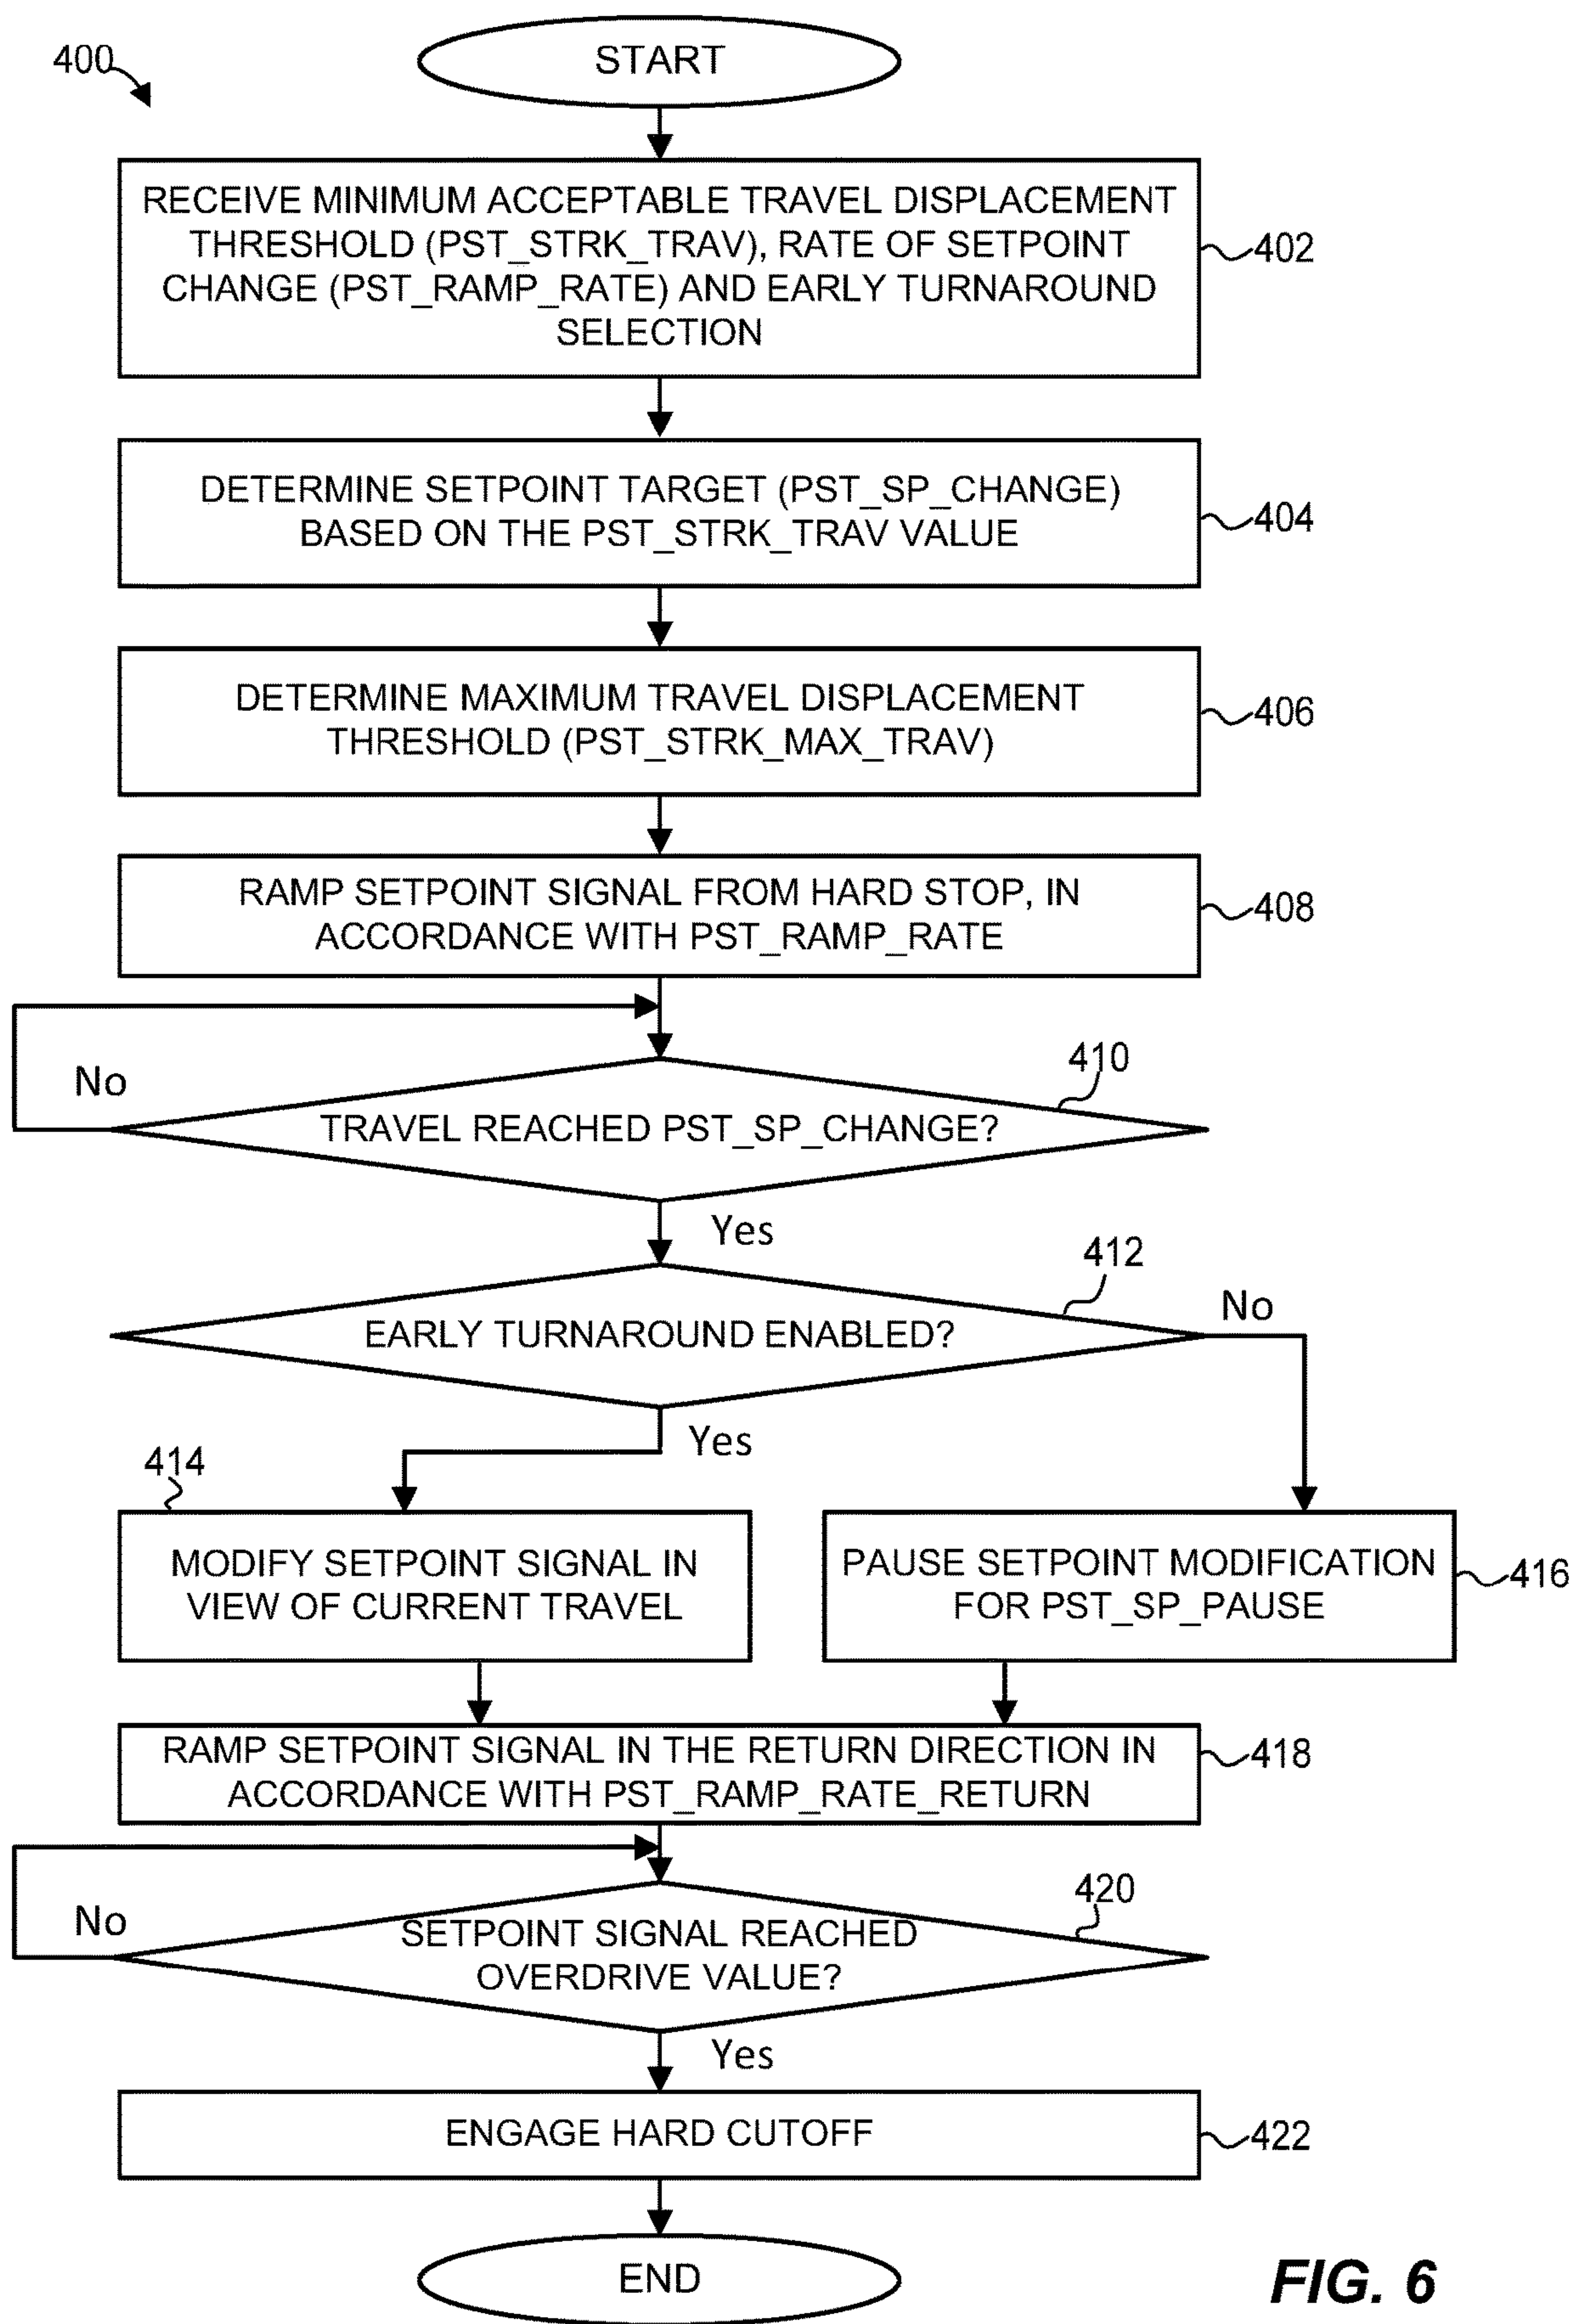 400
START
RECEIVE MINIMUM ACCEPTABLE TRAVEL DISPLACEMENT
THRESHOLD (PST_STRK_TRAV), RATE OF SETPOINT
CHANGE (PST_RAMP_RATE) AND EARLY TURNAROUND
SELECTION
402
DETERMINE SETPOINT TARGET (PST_SP_CHANGE)
BASED ON THE PST_STRK_TRAV VALUE
404
DETERMINE MAXIMUM TRAVEL DISPLACEMENT
THRESHOLD (PST_STRK_MAX_TRAV)
406
RAMP SETPOINT SIGNAL FROM HARD STOP, IN
ACCORDANCE WITH PST_RAMP_RATE
408
No
410
TRAVEL REACHED PST_SP_CHANGE?
Yes
412
No
EARLY TURNAROUND ENABLED?
Yes
414
MODIFY SETPOINT SIGNAL IN
VIEW OF CURRENT TRAVEL
PAUSE SETPOINT MODIFICATION
FOR PST_SP_PAUSE
416
RAMP SETPOINT SIGNAL IN THE RETURN DIRECTION IN
ACCORDANCE WITH PST_RAMP_RATE_RETURN
418
No
420
SETPOINT SIGNAL REACHED
OVERDRIVE VALUE?
Yes
ENGAGE HARD CUTOFF
422
END
FIG. 6